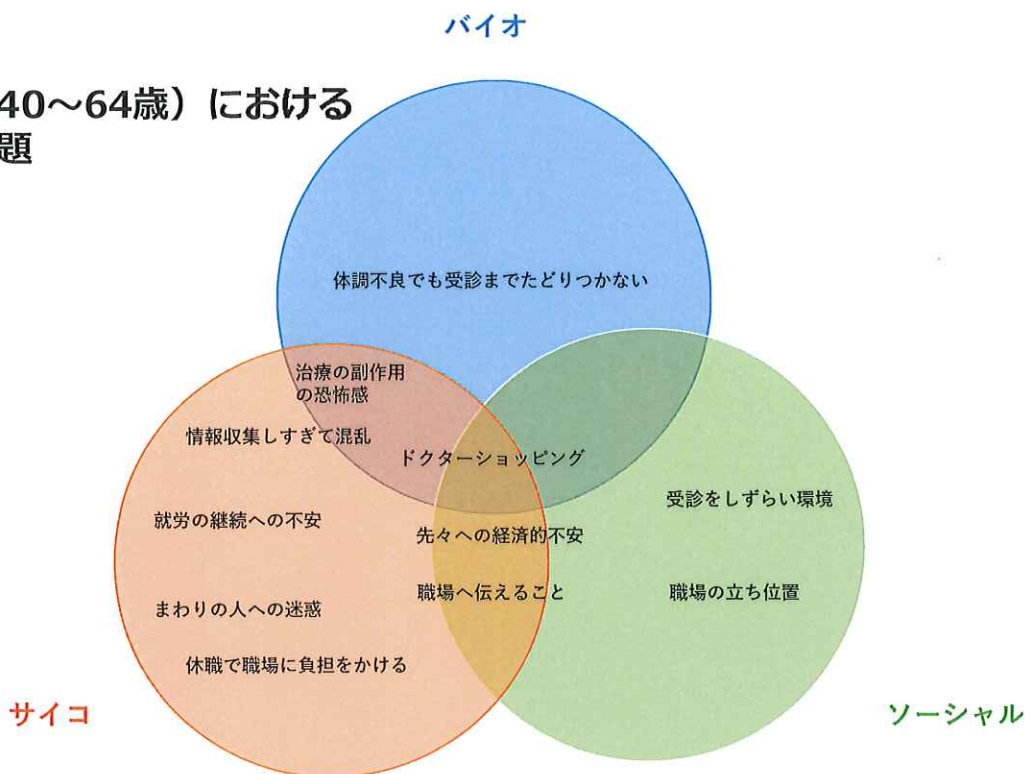 バイオ
40～64歳）における
題
体調不良でも受診までたどりつかない
治療の副作用
の恐怖感
情報収集しすぎて混乱
ドクターショッピング
受診をしずらい環境
就労の継続への不安
先々への経済的不安
職場へ伝えること
職場の立ち位置
まわりの人への迷惑
休職で職場に負担をかける
サイコ
ソーシャル